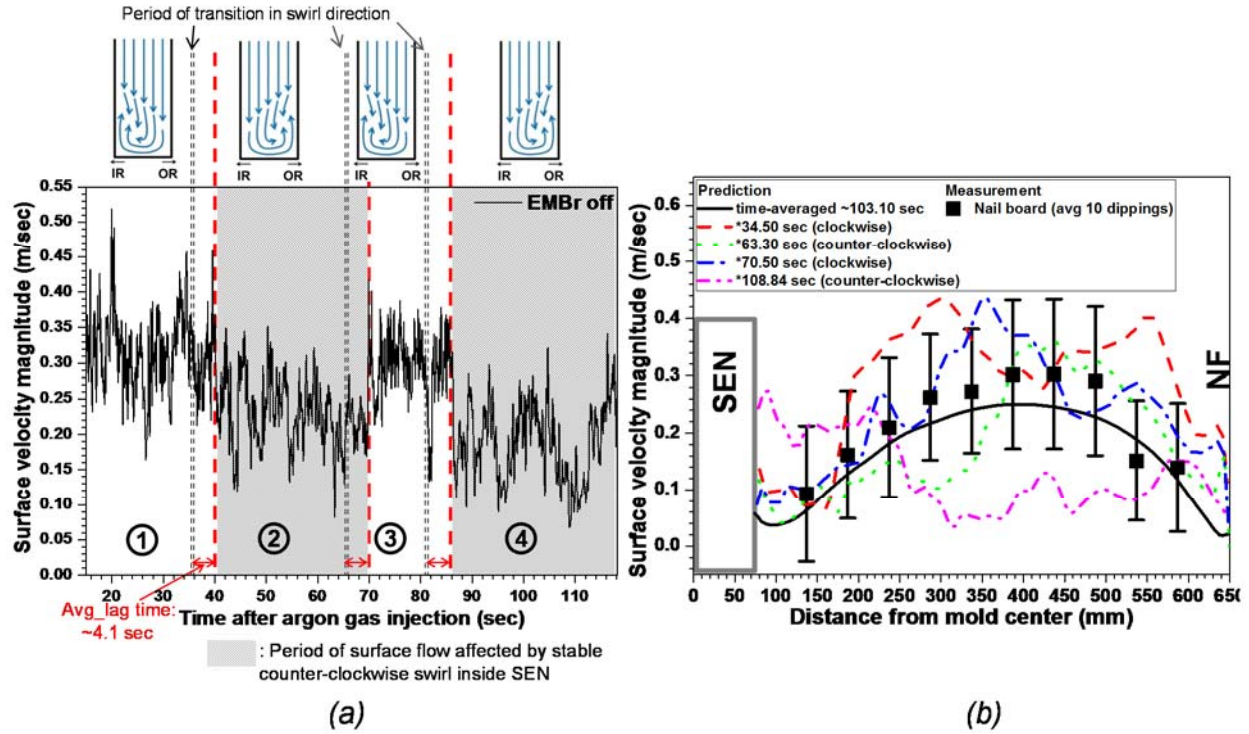 Period of transition in swirl direction
IR OR IR OR IR OR IR OR
0.55
0.50
0.45
0.40
0.35
0.30
0.25
0.20
0.15
0.10
0.05
0.00
Surface velocity magnitude (m/sec)
EMBr off
1 2 3 4
20 30 40 50 60 70 80 90 100 110
Time after argon gas injection (sec)
Avg_lag time:
~4.1 sec
: Period of surface flow affected by stable
counter-clockwise swirl inside SEN
(a)
0.6
0.5
0.4
0.3
0.2
0.1
0.0
Surface velocity magnitude (m/sec)
Prediction Measurement
time-averaged ~103.10 sec Nail board (avg 10 dippings)
*34.50 sec (clockwise)
*63.30 sec (counter-clockwise)
*70.50 sec (clockwise)
*108.84 sec (counter-clockwise)
SEN
NF
0 50 100 150 200 250 300 350 400 450 500 550 600 650
Distance from mold center (mm)
(b)